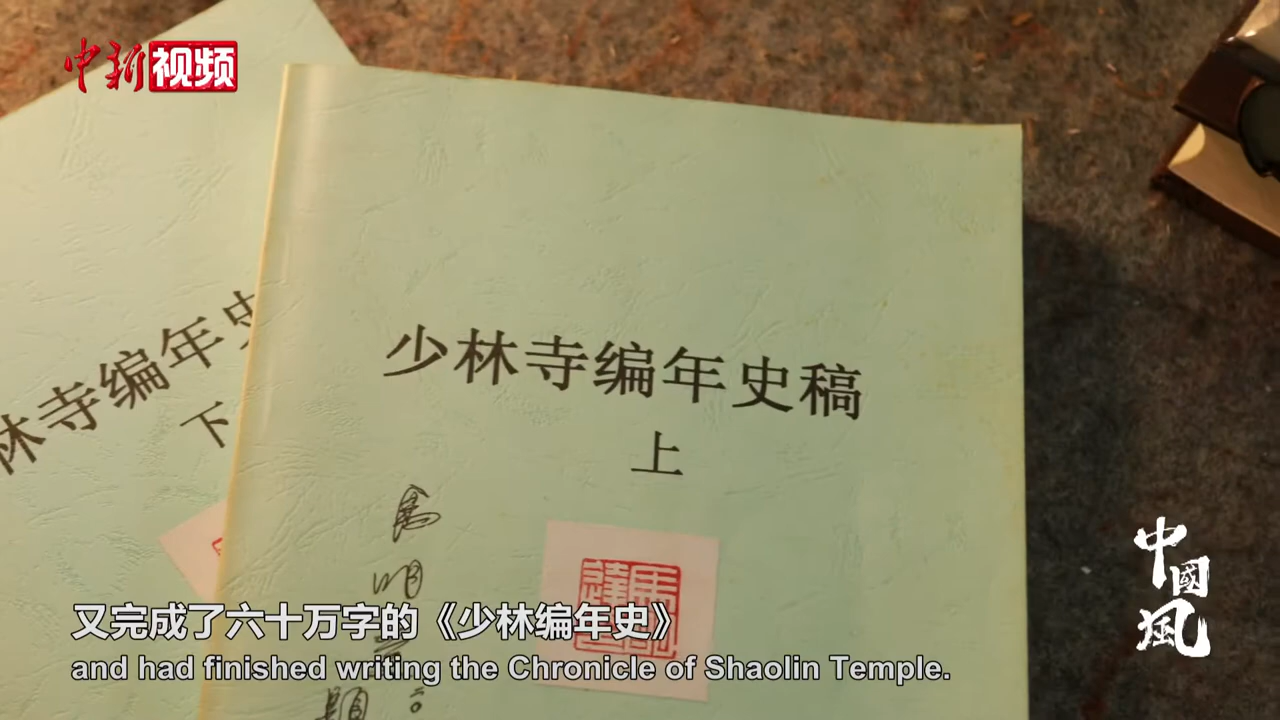 中新视频
少林寺编年史稿
上
林寺编年史
下
中國風
又完成了六十万字的《少林编年史》
and had finished writing the Chronicle of Shaolin Temple.